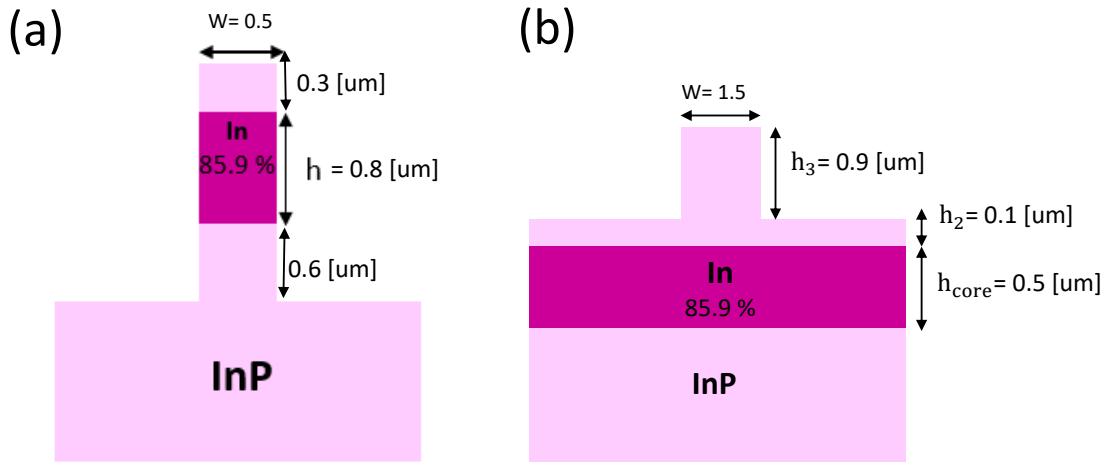 (a)
W= 0.5
0.3 [um]
In
85.9 %
h = 0.8 [um]
0.6 [um]
InP
(b)
W= 1.5
h₃= 0.9 [um]
h₂= 0.1 [um]
In
85.9 %
h_core= 0.5 [um]
InP